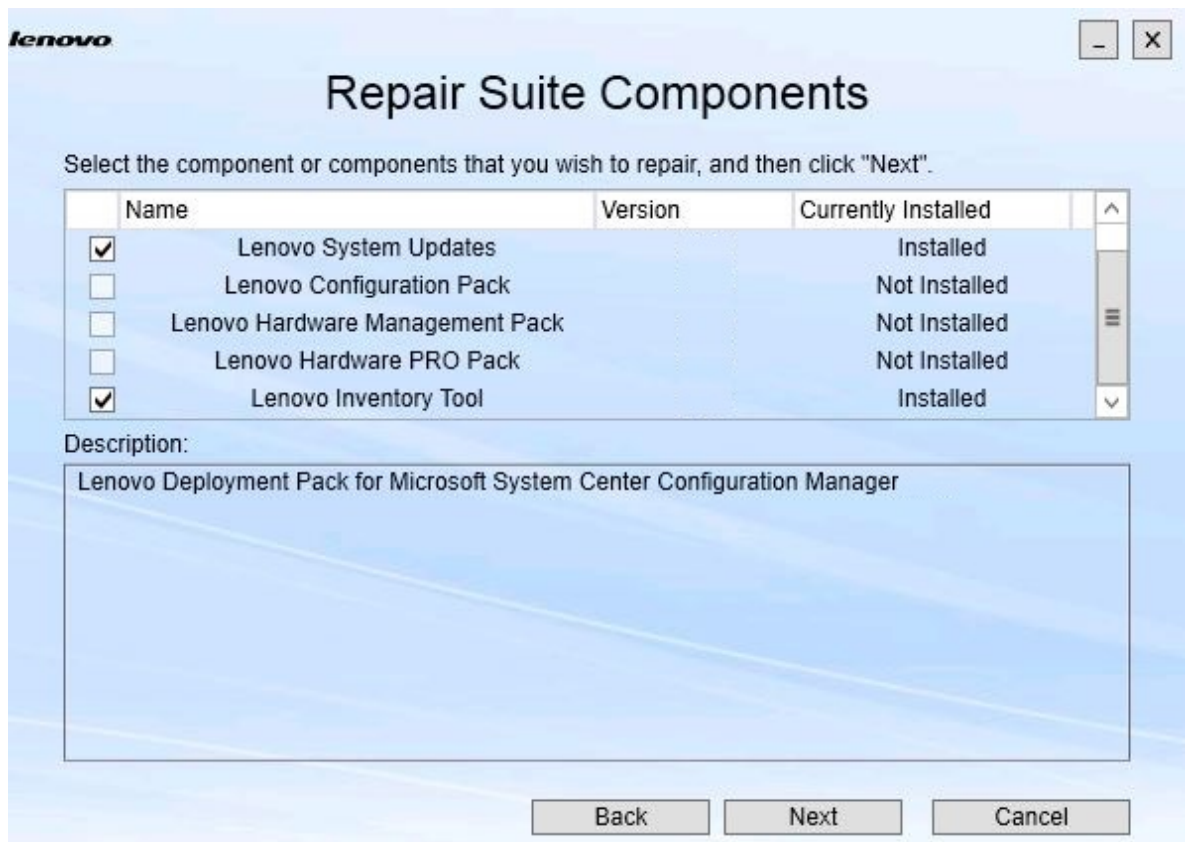 lenovo
Repair Suite Components
Select the component or components that you wish to repair, and then click "Next".
Name Version Currently Installed
Lenovo System Updates Installed
Lenovo Configuration Pack Not Installed
Lenovo Hardware Management Pack Not Installed
Lenovo Hardware PRO Pack Not Installed
Lenovo Inventory Tool Installed
Description:
Lenovo Deployment Pack for Microsoft System Center Configuration Manager
Back Next Cancel